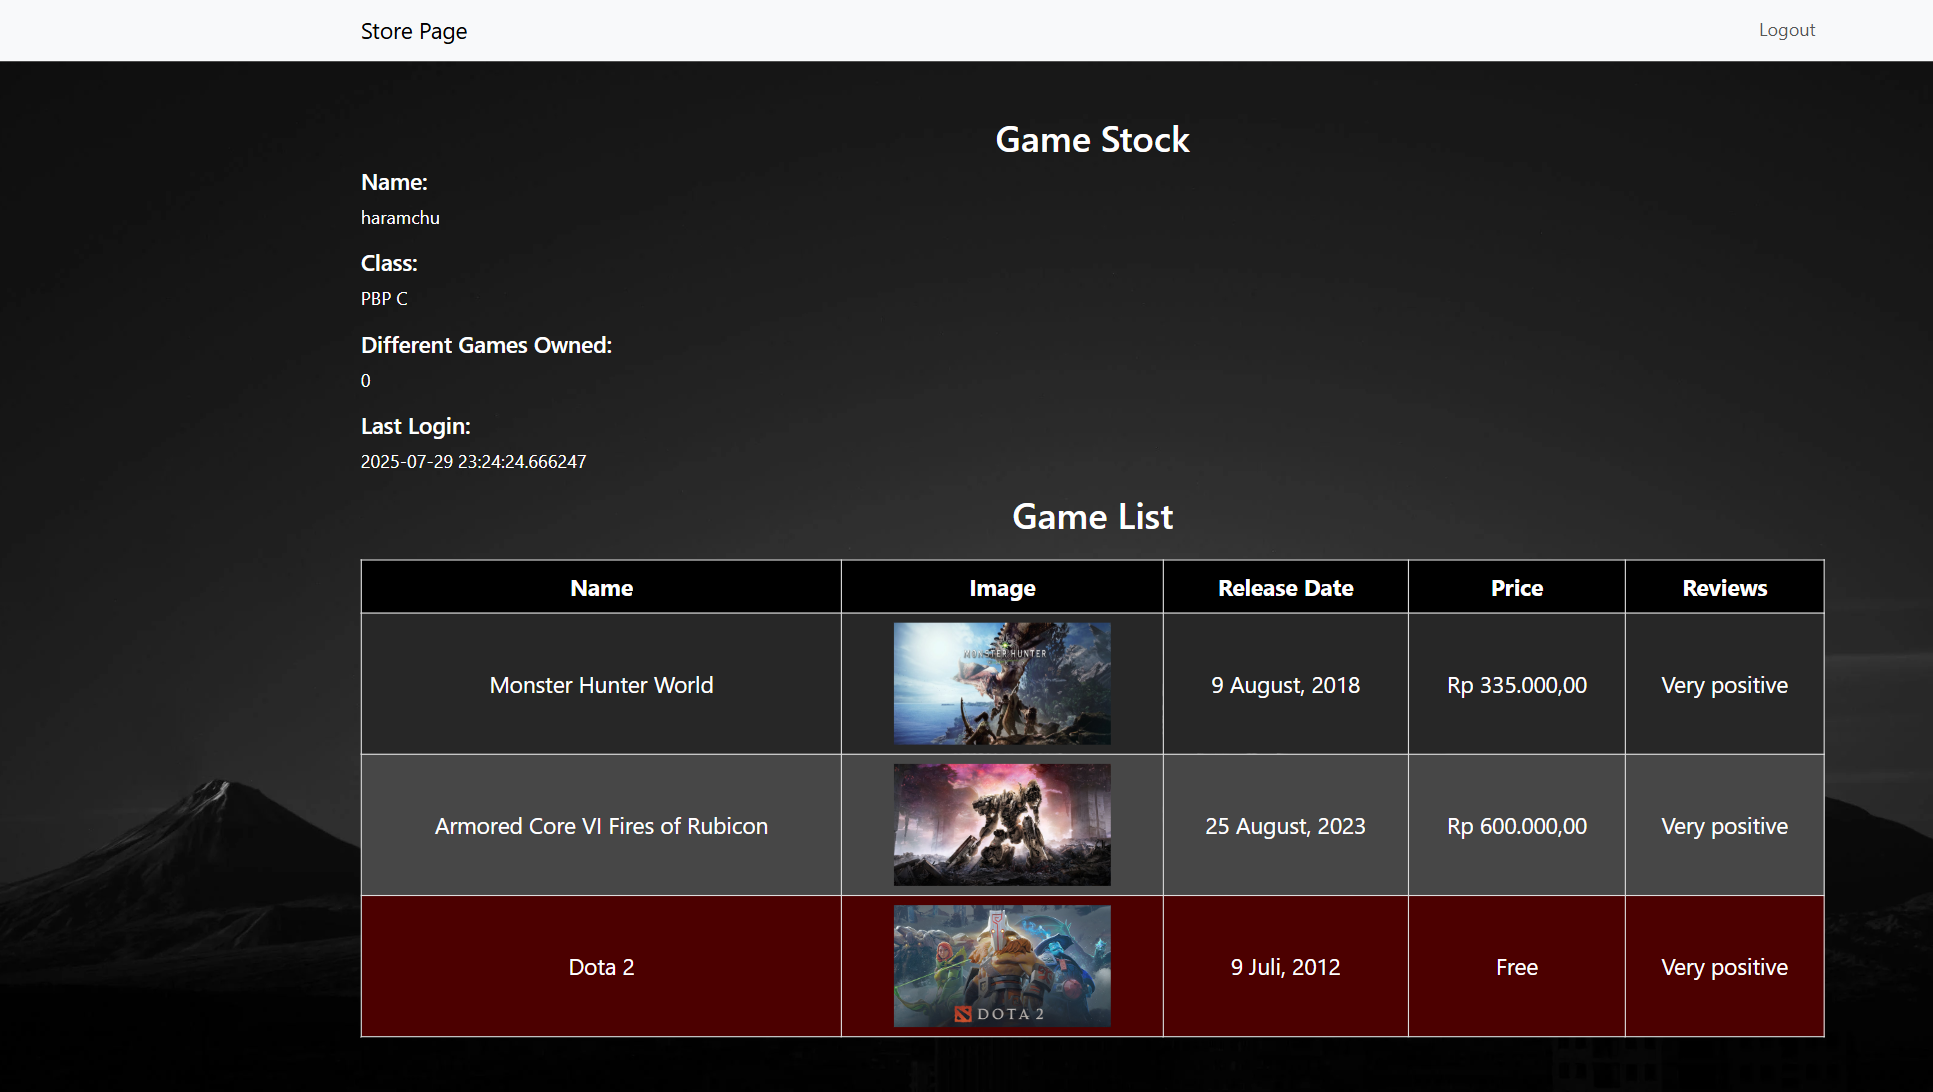 Store Page
Logout
Game Stock
Name:
haramchu
Class:
PBP C
Different Games Owned:
0
Last Login:
2025-07-29 23:24:24.666247
Game List
Name Image Release Date Price Reviews
MONSTER HUNTER
Monster Hunter World 9 August, 2018 Rp 335.000,00 Very positive
Armored Core VI Fires of Rubicon 25 August, 2023 Rp 600.000,00 Very positive
Dota 2 9 Juli, 2012 Free Very positive
DOTA 2